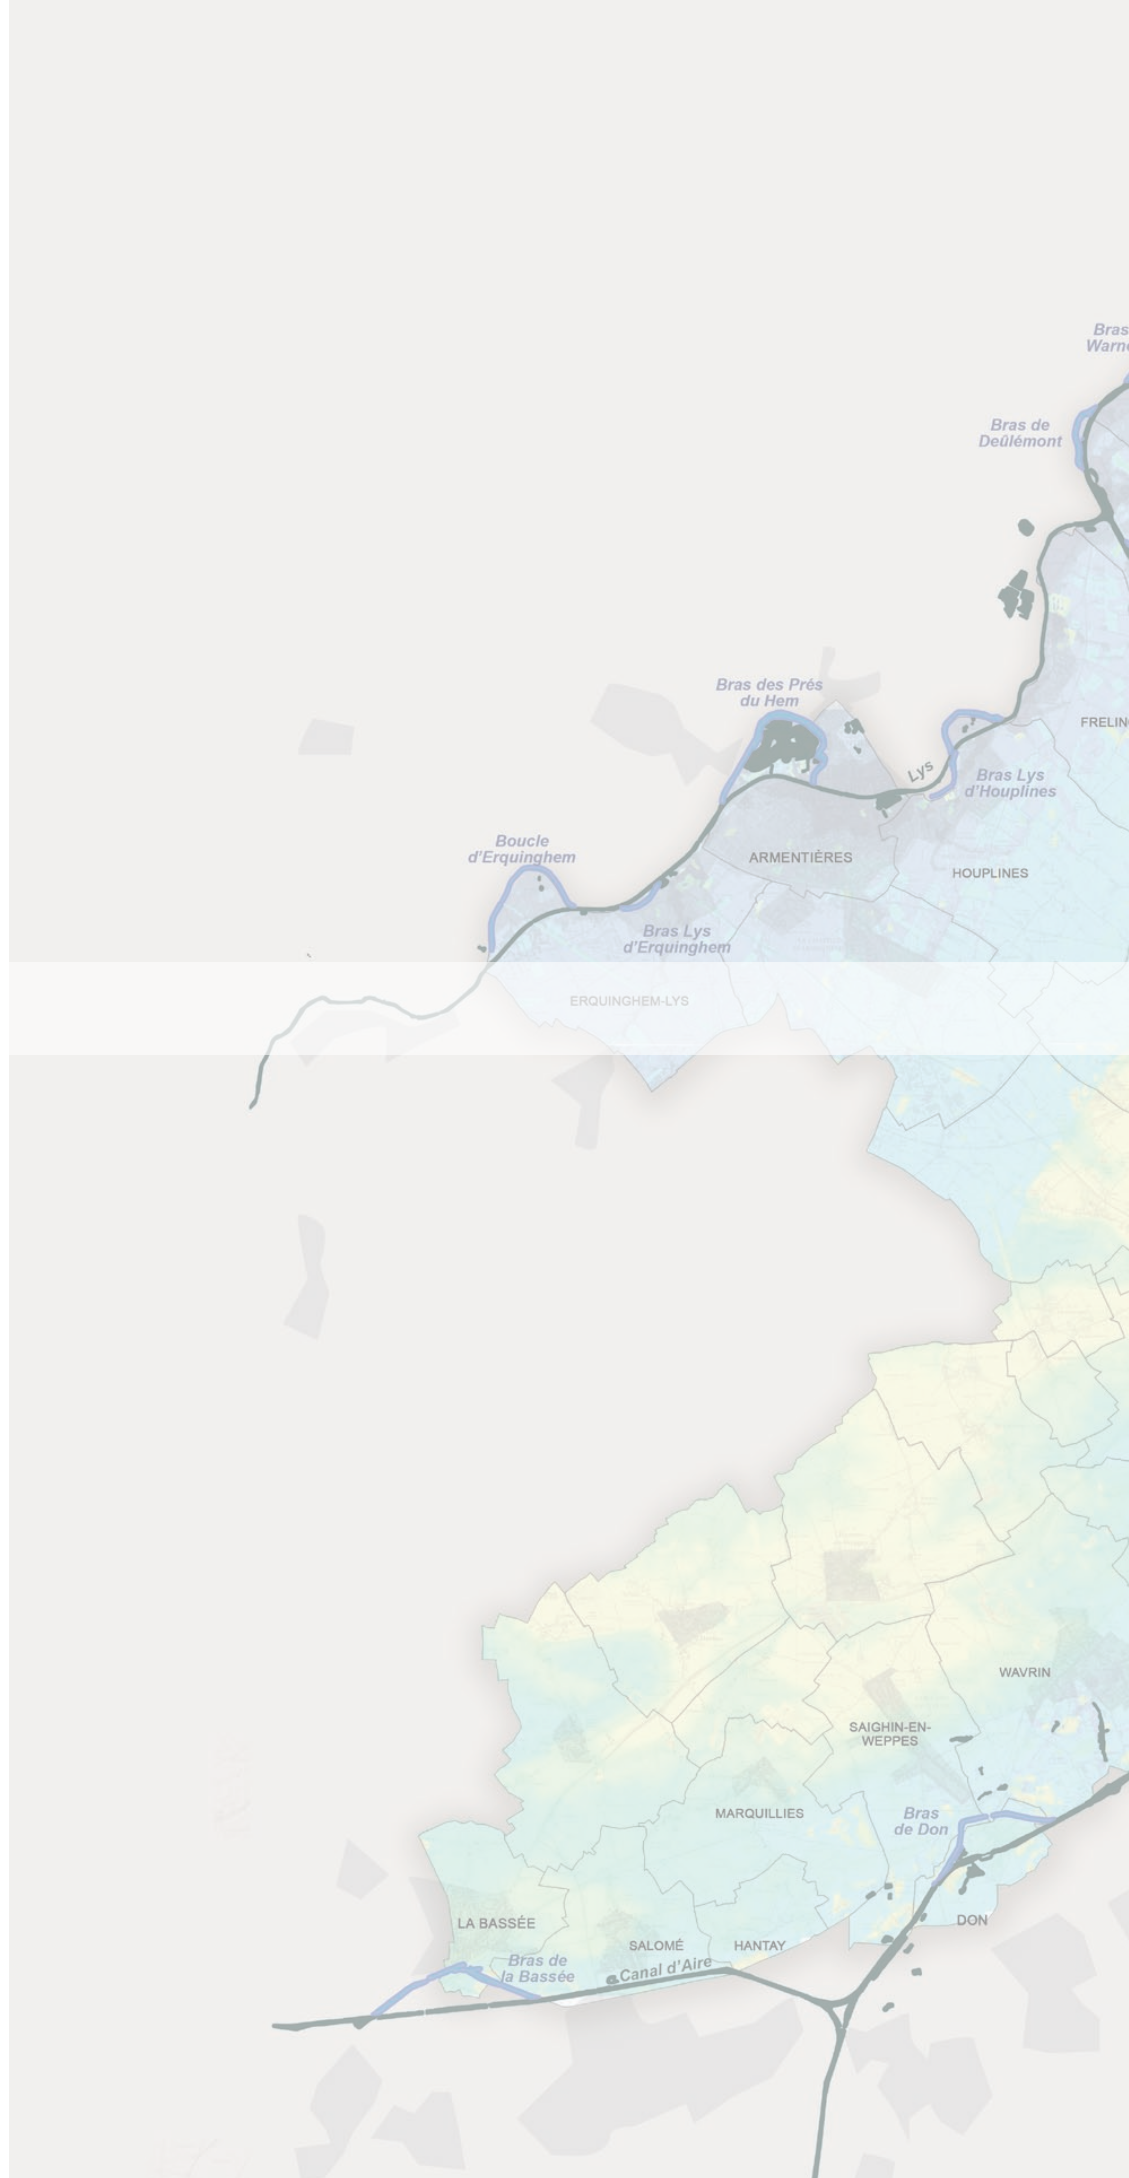 Bras
Warn
Bras de
Deûlémont
Bras des Prés
du Hem
FRELIN
Lys
Bras Lys
d'Houplines
Boucle
d'Erquinghem
ARMENTIÈRES
HOUPLINES
Bras Lys
d'Erquinghem
ERQUINGHEM-LYS
WAVRIN
SAIGHIN-EN-
WEPPES
MARQUILLIES
Bras
de Don
LA BASSÉE
DON
SALOMÉ
HANTAY
Bras de
la Bassée
Canal d'Aire